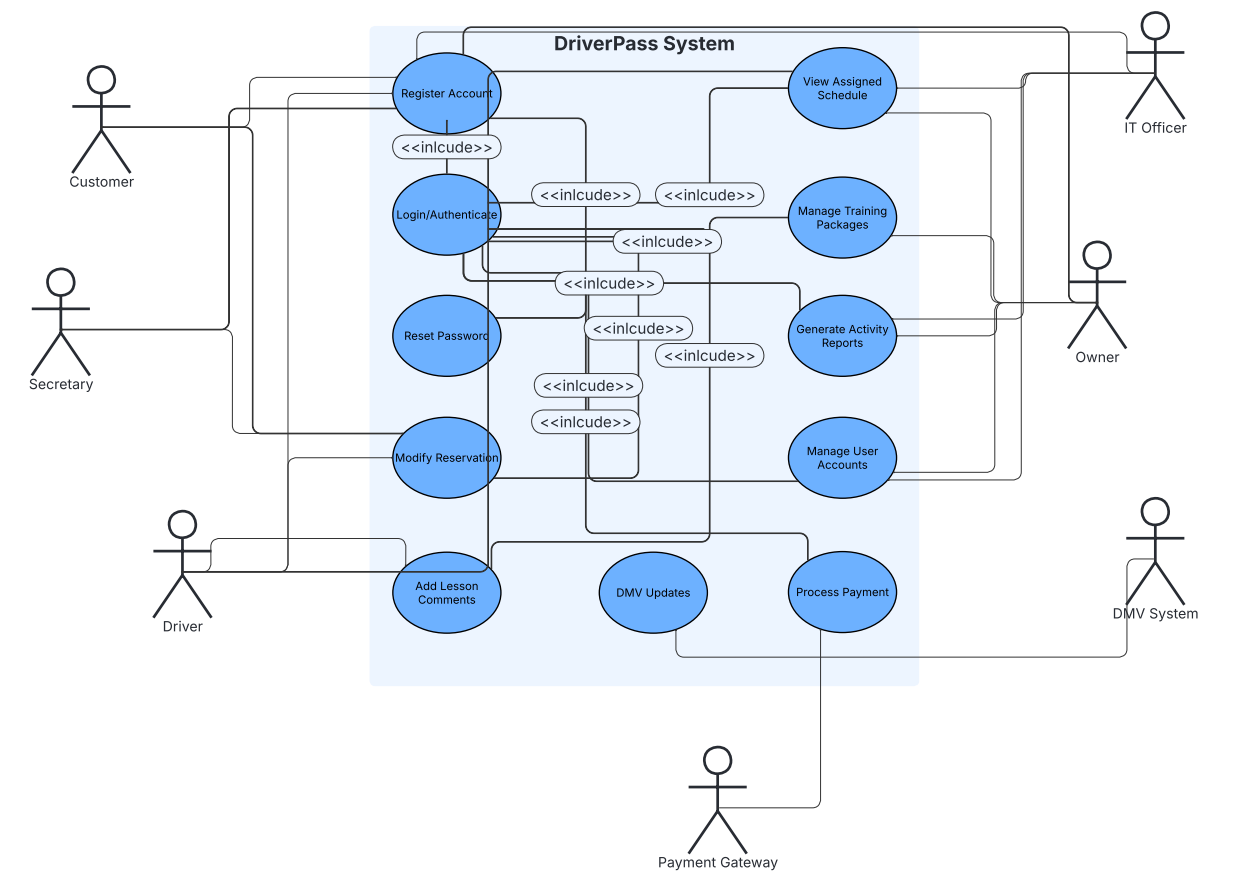 DriverPass System
Register Account
View Assigned
Schedule
IT Officer
<<inlcude>>
Customer
<<inlcude>>
<<inlcude>>
Login/Authenticate
Manage Training
Packages
<<inlcude>>
<<inlcude>>
<<inlcude>>
Reset Password
Generate Activity
Reports
<<inlcude>>
Owner
Secretary
<<inlcude>>
<<inlcude>>
Modify Reservation
Manage User
Accounts
Add Lesson
Comments
DMV Updates
Process Payment
DMV System
Driver
Payment Gateway